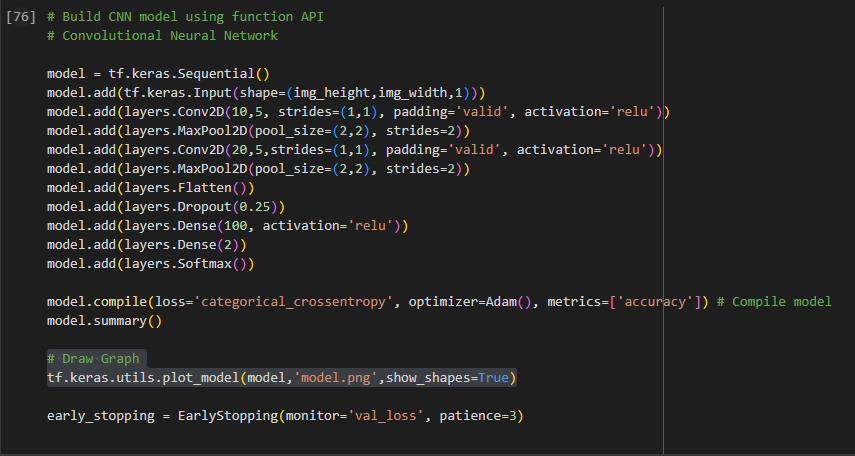 [76] # Build CNN model using function API
# Convolutional Neural Network
model = tf.keras.Sequential()
model.add(tf.keras.Input(shape=(img_height,img_width,1)))
model.add(layers.Conv2D(10,5, strides=(1,1), padding='valid', activation='relu'))
model.add(layers.MaxPool2D(pool_size=(2,2), strides=2))
model.add(layers.Conv2D(20,5,strides=(1,1), padding='valid', activation='relu'))
model.add(layers.MaxPool2D(pool_size=(2,2), strides=2))
model.add(layers.Flatten())
model.add(layers.Dropout(0.25))
model.add(layers.Dense(100, activation='relu'))
model.add(layers.Dense(2))
model.add(layers.Softmax())
model.compile(loss='categorical_crossentropy', optimizer=Adam(), metrics=['accuracy']) # Compile model
model.summary()
# Draw Graph
tf.keras.utils.plot_model(model,'model.png',show_shapes=True)
early_stopping = EarlyStopping(monitor='val_loss', patience=3)